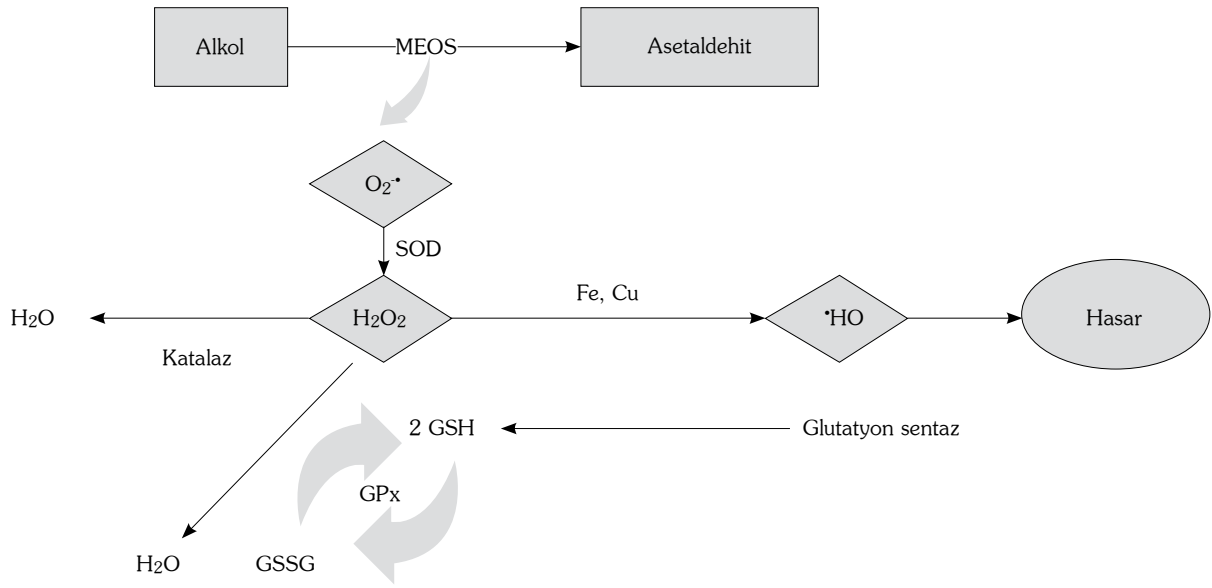 Alkol
MEOS
Asetaldehit
O₂⁻•
SOD
H₂O
H₂O₂
Fe, Cu
•HO
Hasar
Katalaz
2 GSH
Glutatyon sentaz
GPx
H₂O
GSSG